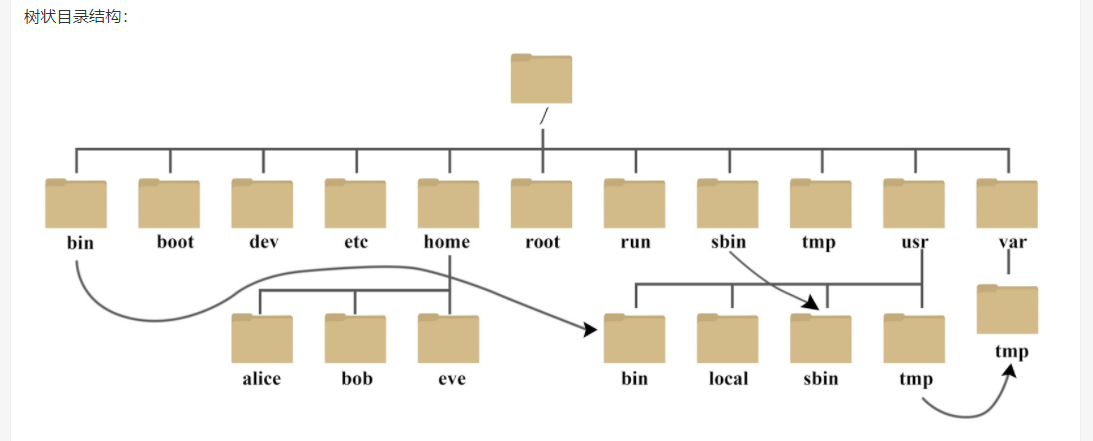 树状目录结构：
/
bin boot dev etc home root run sbin tmp usr var
tmp
alice bob eve bin local sbin tmp